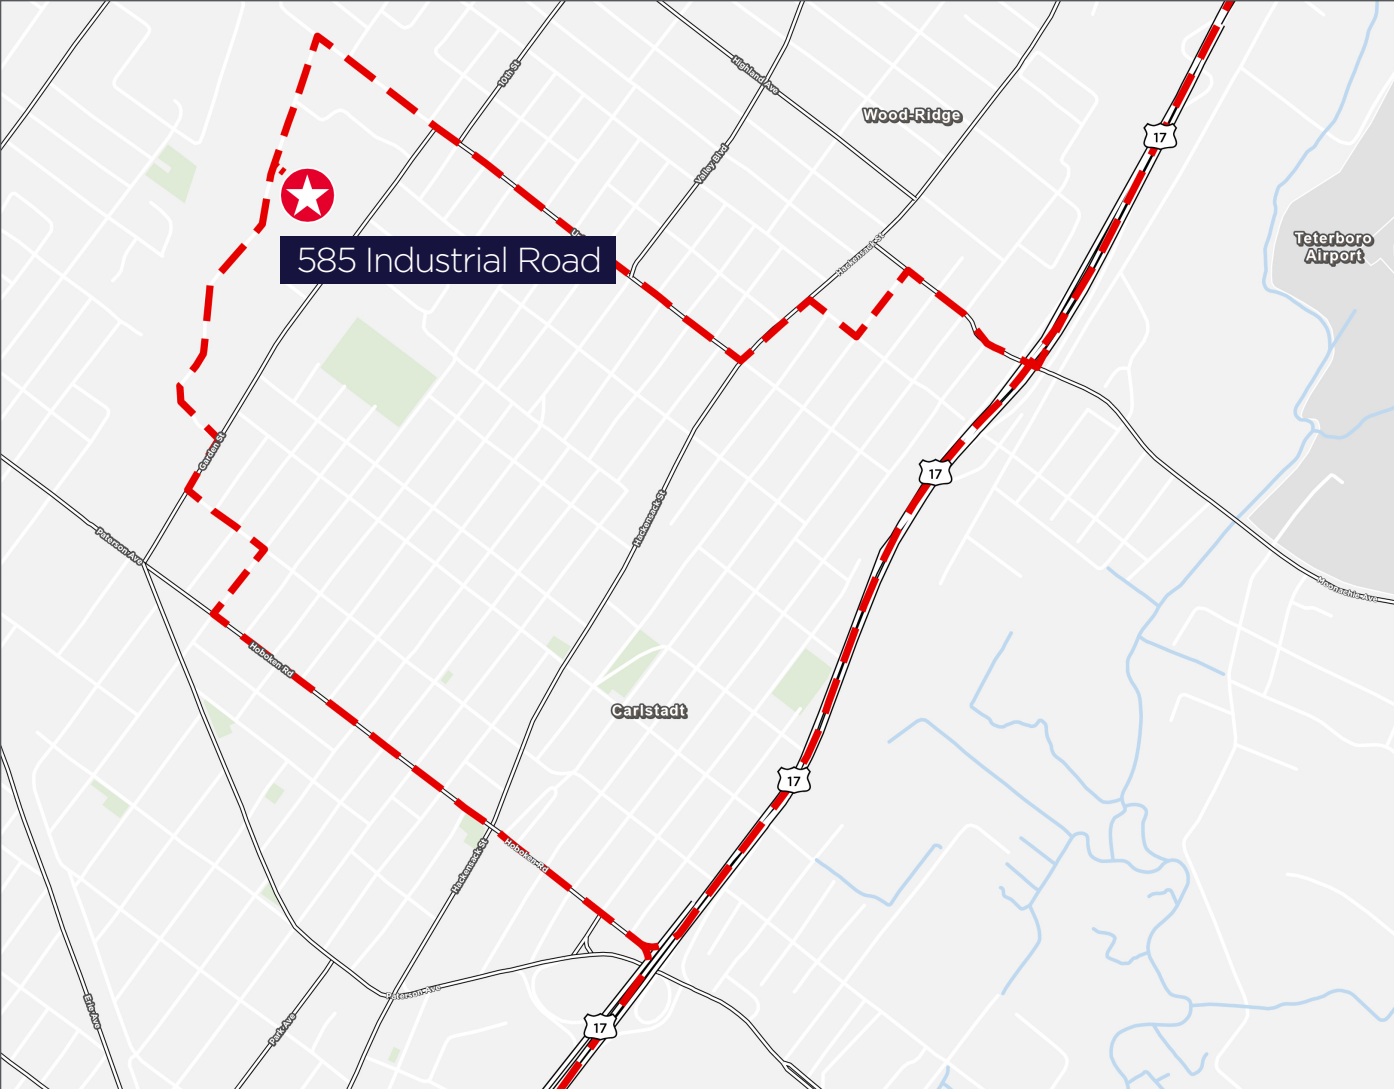 10th St
Highland Ave
Wood-Ridge
17
Valley Blvd
Teterboro
Airport
Hackensack St
585 Industrial Road
Garden St
17
Hackensack St
Paterson Ave
Moonachie Ave
Hoboken Rd
Carlstadt
17
Hoboken Rd
Hackensack St
Paterson Ave
Erie Ave
Park Ave
17